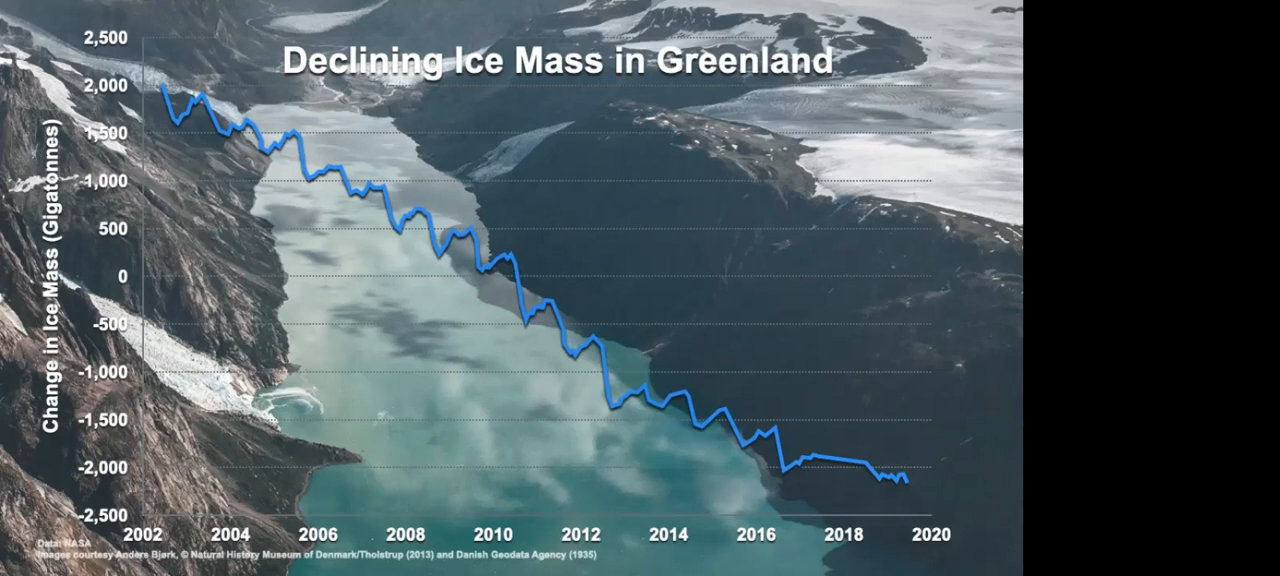 Declining Ice Mass in Greenland
Change in Ice Mass (Gigatonnes)
2,500
2,000
1,500
1,000
500
0
-500
-1,000
-1,500
-2,000
-2,500
2002 2004 2006 2008 2010 2012 2014 2016 2018 2020
Data: NASA
Images courtesy Anders Bjørk, © Natural History Museum of Denmark/Tholstrup (2013) and Danish Geodata Agency (1935)